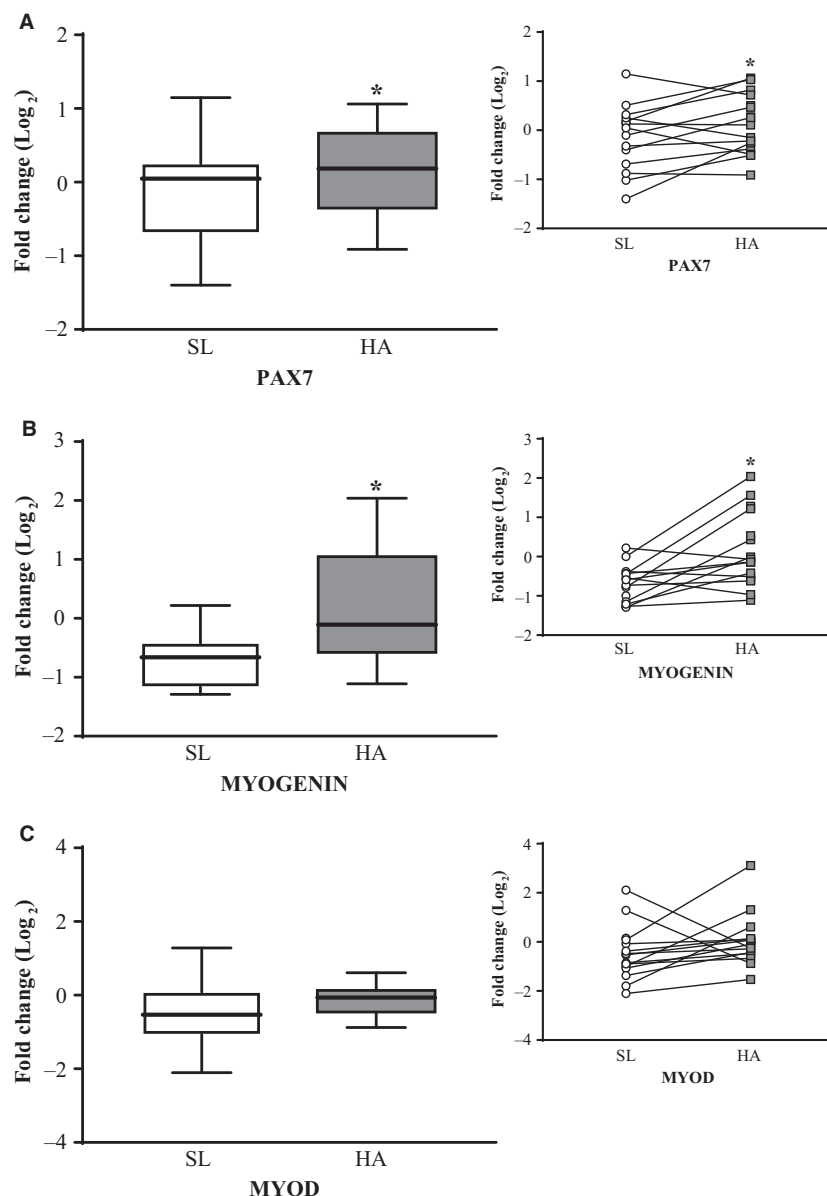 A
2
1
0
–1
–2
Fold change (Log2)
*
SL
HA
PAX7
2
1
0
–1
–2
Fold change (Log2)
*
SL
HA
PAX7
B
3
2
1
0
–1
–2
Fold change (Log2)
*
SL
HA
MYOGENIN
3
2
1
0
–1
–2
Fold change (Log2)
*
SL
HA
MYOGENIN
C
4
2
0
–2
–4
Fold change (Log2)
SL
HA
MYOD
4
2
0
–2
–4
Fold change (Log2)
SL
HA
MYOD